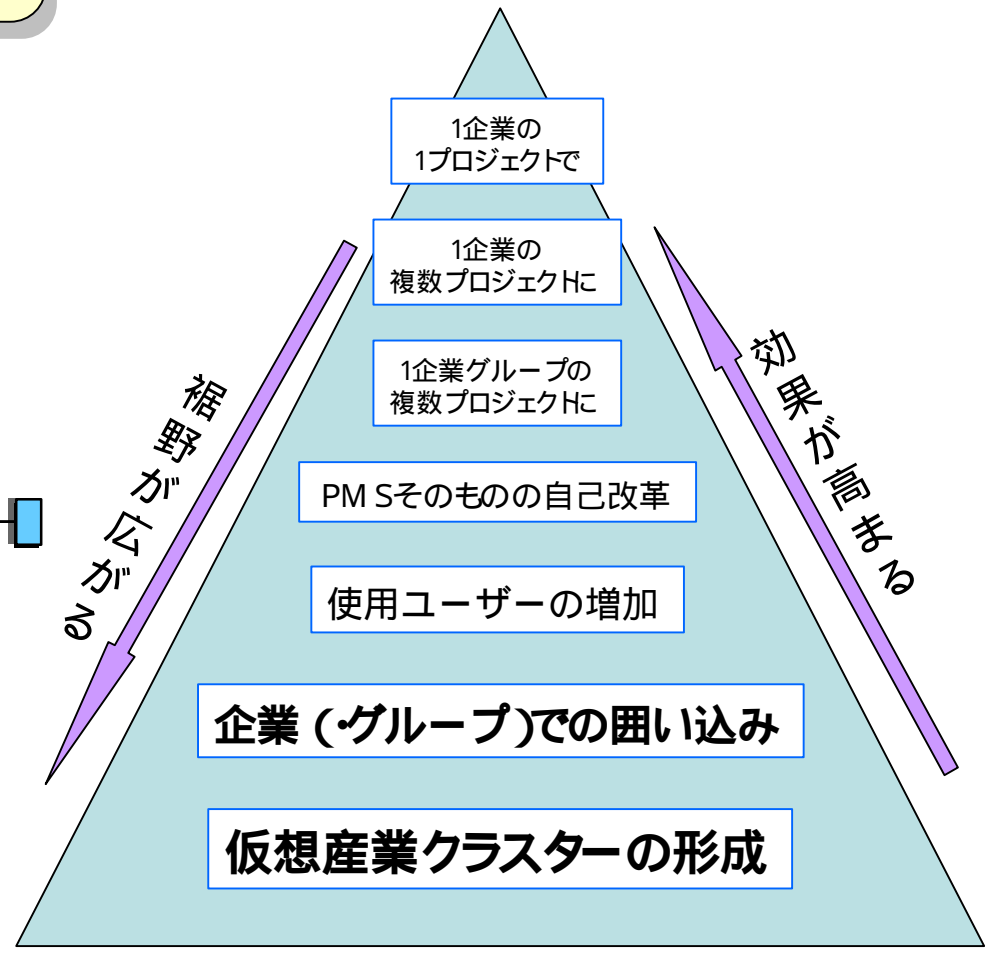 1企業の
1プロジェクトで
1企業の
複数プロジェクトに
1企業グループの
複数プロジェクトに
PMSそのものの自己改革
使用ユーザーの増加
企業(・グループ)での囲い込み
仮想産業クラスターの形成
裾野が広がる
効果が高まる